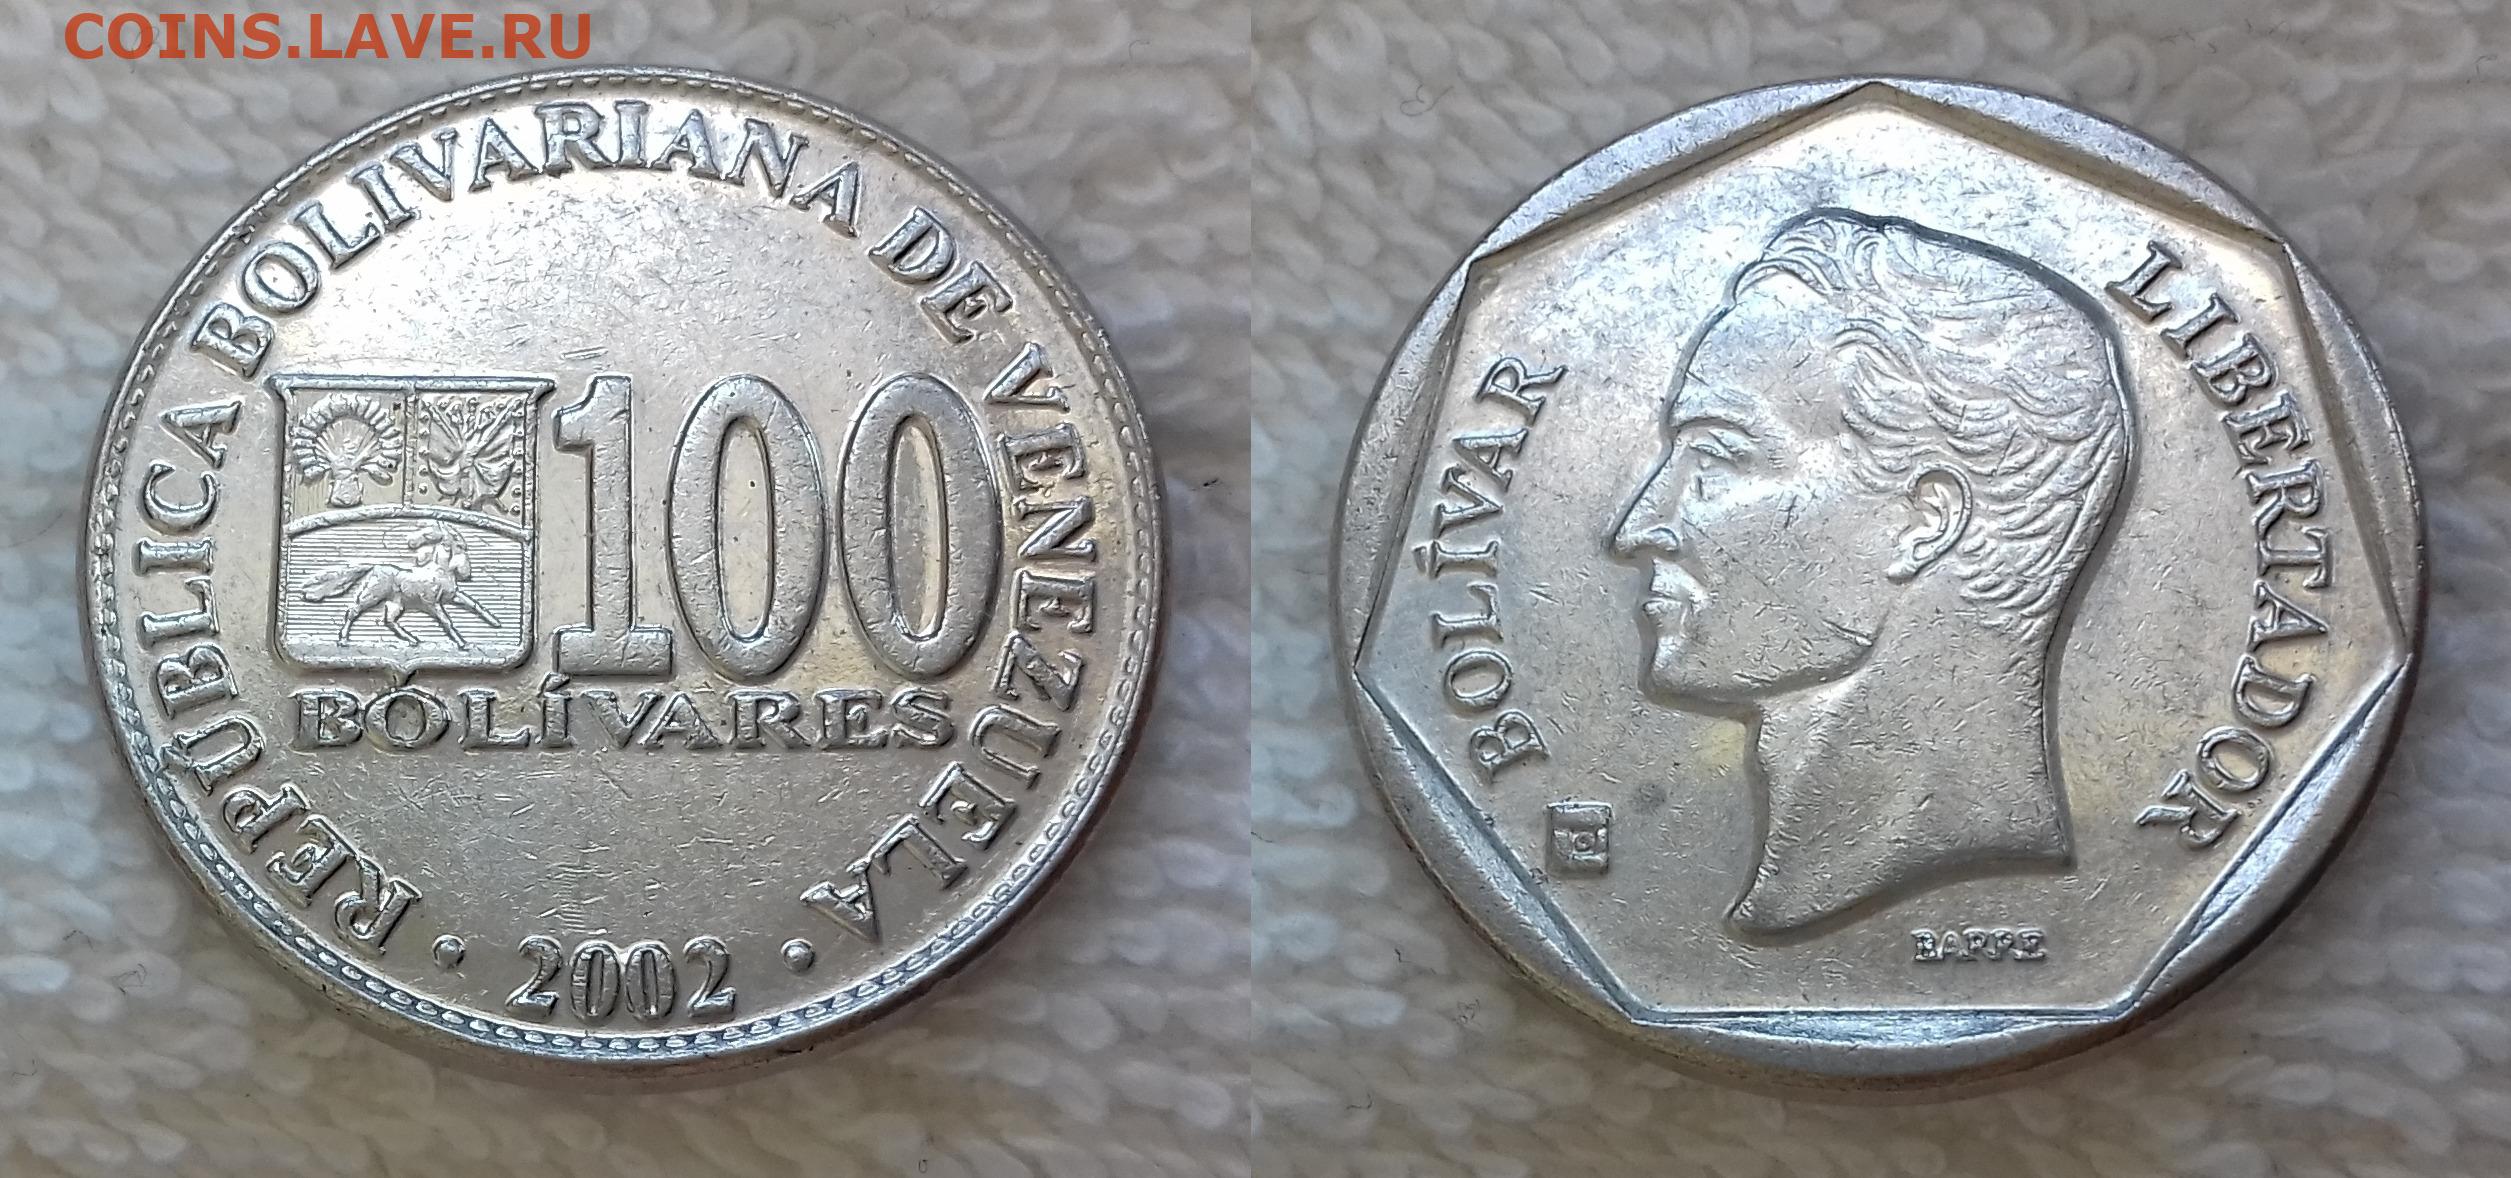 COINS.LAVE.RU
REPÚBLICA BOLIVARIANA DE VENEZUELA
100
BOLÍVARES
· 2002 ·
BOLÍVAR
LIBERTADOR
BARRE